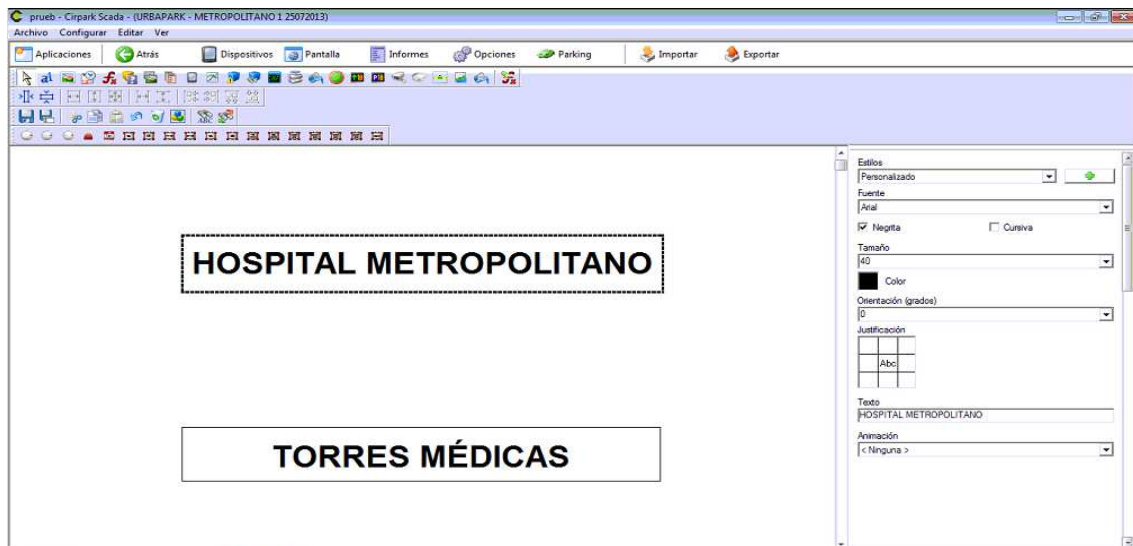 prueb - Cirpark Scada - (URBAPARK - METROPOLITANO 1 25072013)
Archivo Configurar Editar Ver
Aplicaciones Atrás Dispositivos Pantalla Informes Opciones Parking Importar Exportar
Estilos
Personalizado
Fuente
Arial
Negrita Cursiva
Tamaño
40
Color
Orientación (grados)
0
Justificación
Abc
Texto
HOSPITAL METROPOLITANO
Animación
< Ninguna >
HOSPITAL METROPOLITANO
TORRES MÉDICAS